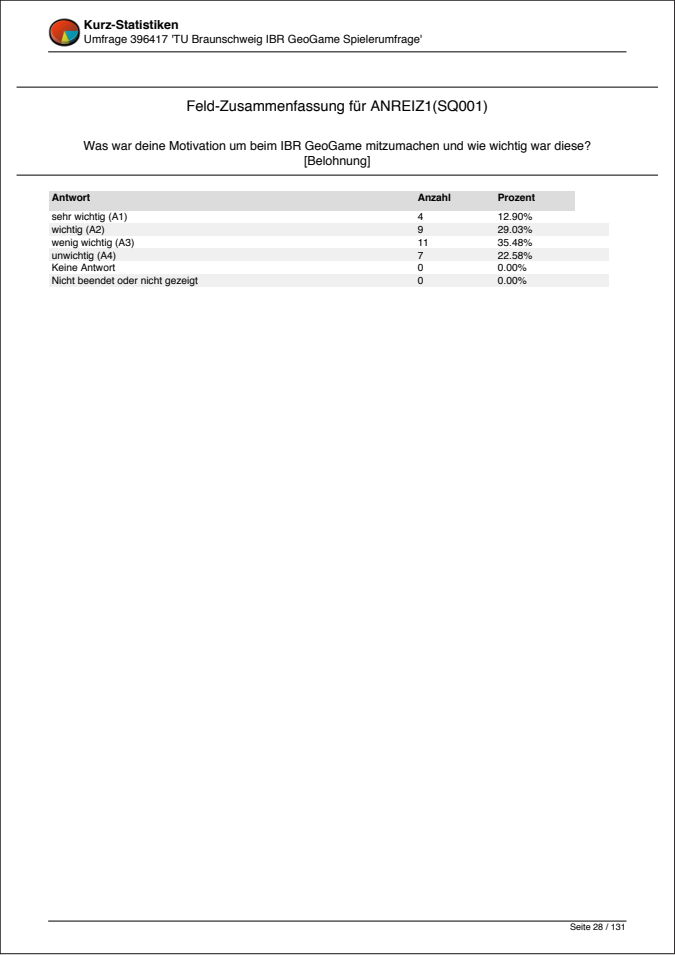 Kurz-Statistiken
Umfrage 396417 'TU Braunschweig IBR GeoGame Spielerumfrage'
Feld-Zusammenfassung für ANREIZ1(SQ001)
Was war deine Motivation um beim IBR GeoGame mitzumachen und wie wichtig war diese?
[Belohnung]
Antwort Anzahl Prozent
sehr wichtig (A1) 4 12.90%
wichtig (A2) 9 29.03%
wenig wichtig (A3) 11 35.48%
unwichtig (A4) 7 22.58%
Keine Antwort 0 0.00%
Nicht beendet oder nicht gezeigt 0 0.00%
Seite 28 / 131